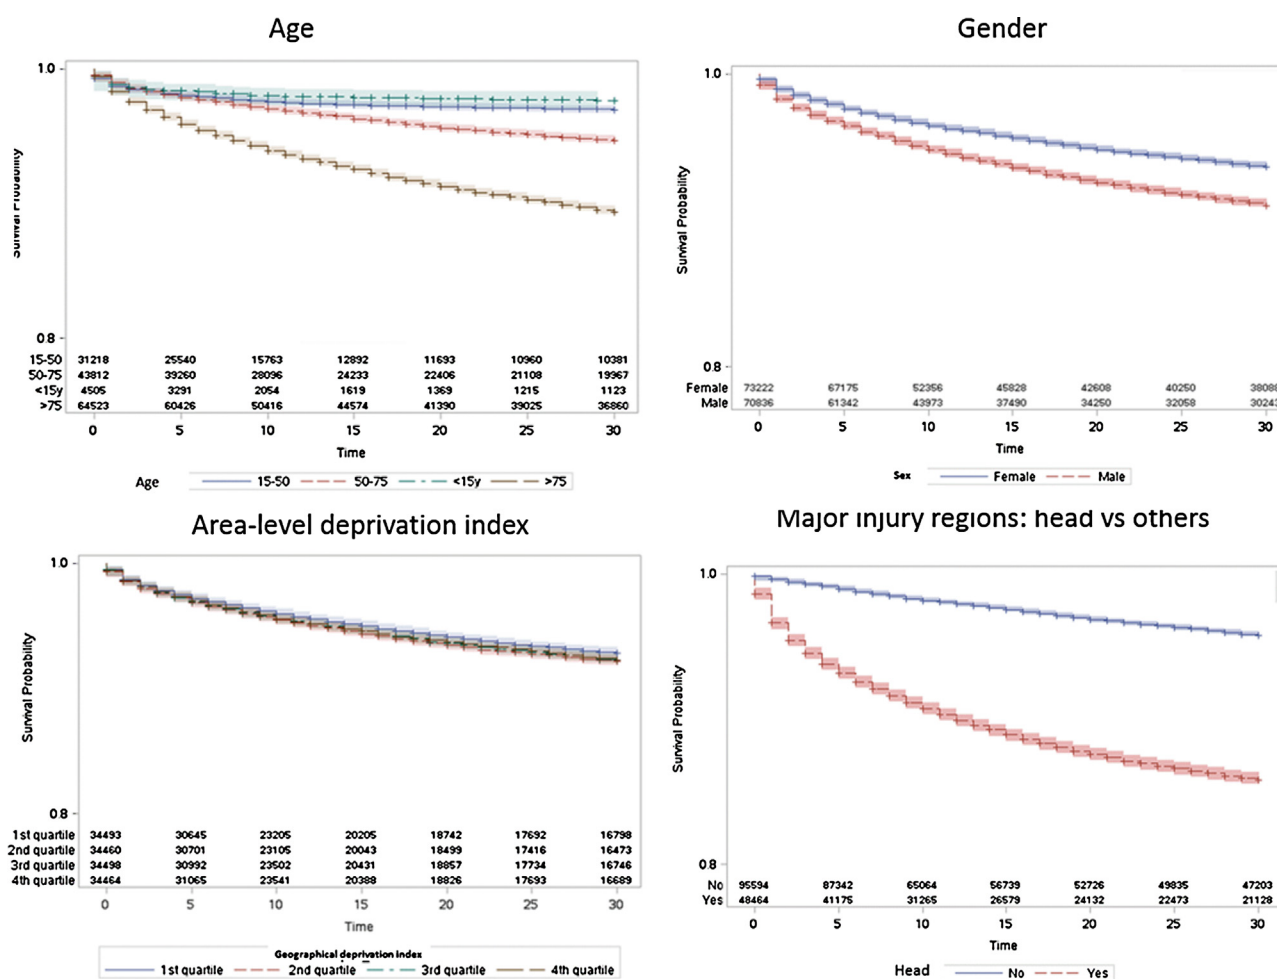 Age
1.0
Survival Probability
0.8
15-50 31218 25540 15763 12892 11693 10960 10381
50-75 43812 39260 28096 24233 22406 21108 19967
<15y 4505 3291 2054 1619 1369 1215 1123
>75 64523 60426 50416 44574 41390 39025 36860
0 5 10 15 20 25 30
Time
Age 15-50 50-75 <15y >75
Gender
1.0
Survival Probability
0.8
Female 73222 67175 52356 45828 42608 40250 38088
Male 70836 61342 43973 37490 34250 32058 30243
0 5 10 15 20 25 30
Time
Sex Female Male
Area-level deprivation index
1.0
Survival Probability
0.8
1st quartile 34493 30645 23205 20205 18742 17692 16798
2nd quartile 34460 30701 23105 20043 18499 17416 16473
3rd quartile 34498 30992 23502 20431 18857 17734 16746
4th quartile 34464 31065 23541 20388 18826 17693 16689
0 5 10 15 20 25 30
Time
Geographical deprivation index
1st quartile 2nd quartile 3rd quartile 4th quartile
Major injury regions: head vs others
1.0
Survival Probability
0.8
No 95594 87342 65064 56739 52726 49835 47203
Yes 48464 41175 31265 26579 24132 22473 21128
0 5 10 15 20 25 30
Time
Head No Yes